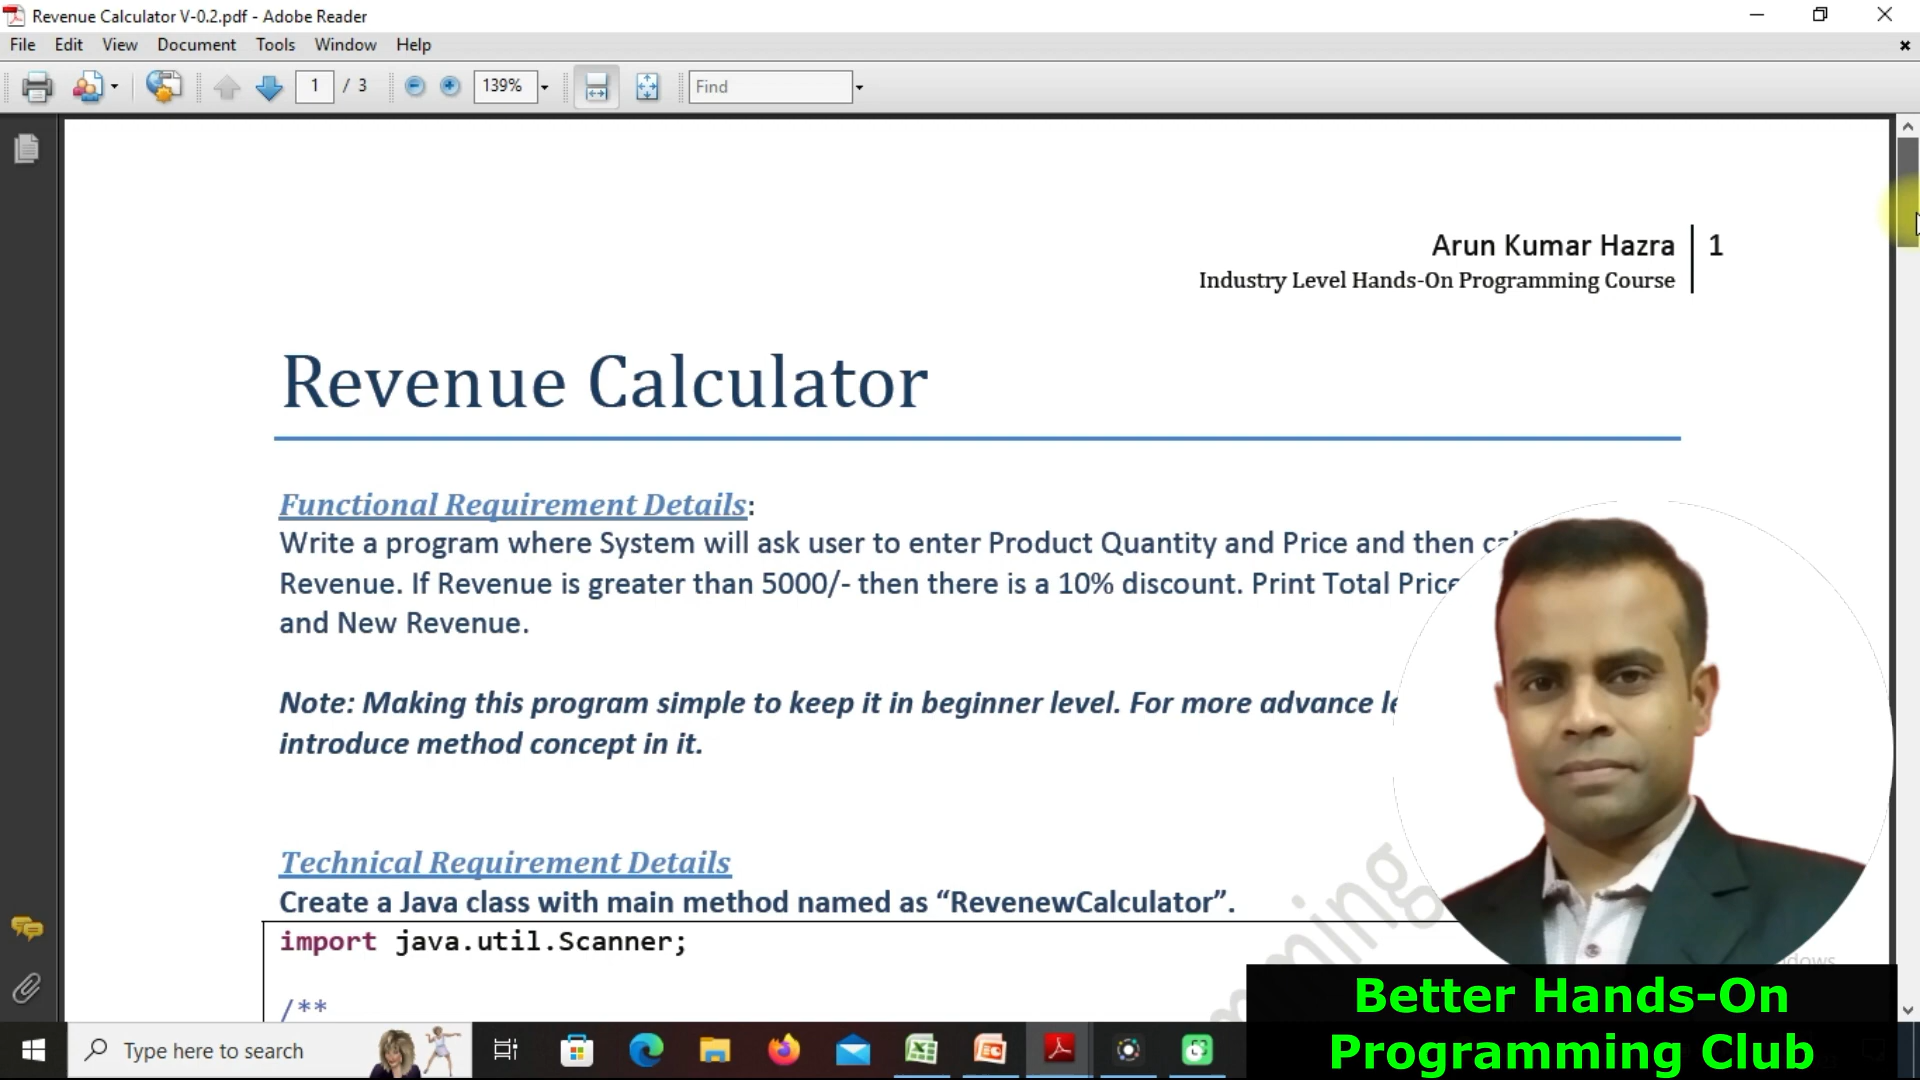 Revenue Calculator V-0.2.pdf - Adobe Reader
File Edit View Document Tools Window Help
1 / 3 139% Find
Arun Kumar Hazra 1
Industry Level Hands-On Programming Course
Revenue Calculator
Functional Requirement Details:
Write a program where System will ask user to enter Product Quantity and Price and then
Revenue. If Revenue is greater than 5000/- then there is a 10% discount. Print Total Price
and New Revenue.
Note: Making this program simple to keep it in beginner level. For more advance
introduce method concept in it.
Technical Requirement Details
Create a Java class with main method named as “RevenewCalculator”.
import java.util.Scanner;
/**
Better Hands-On
Programming Club
Type here to search